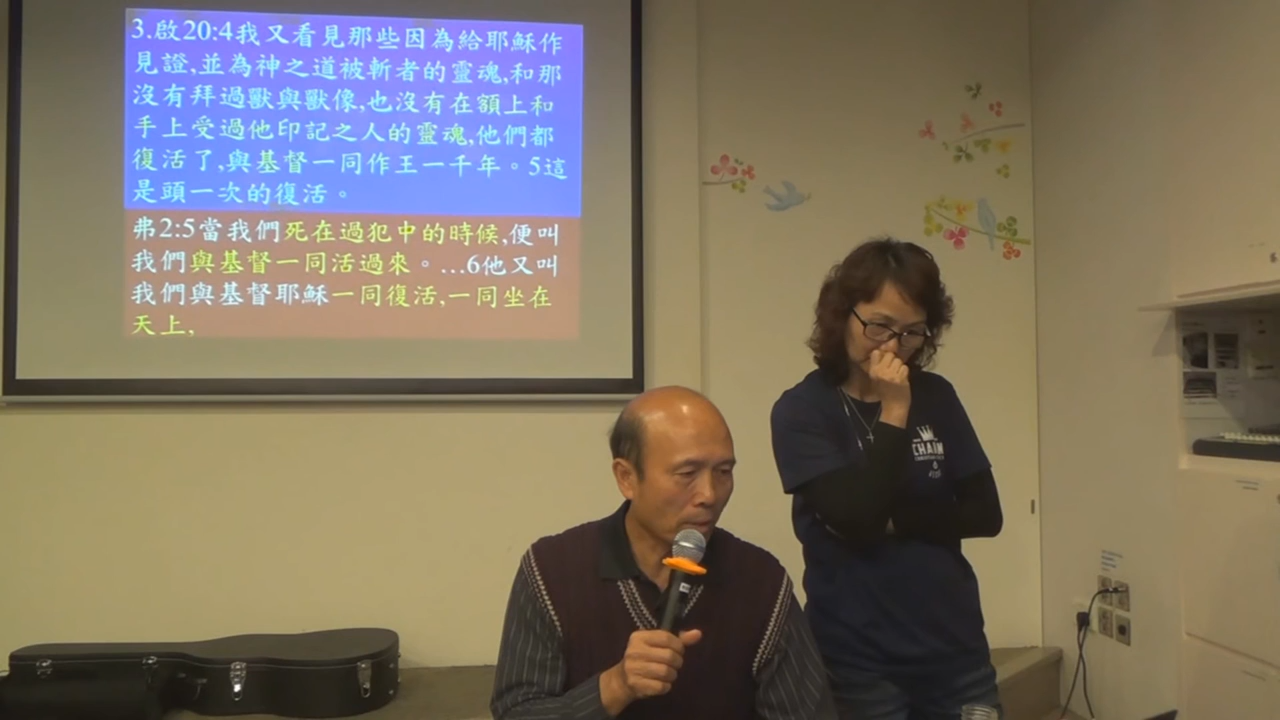 3.啟20:4我又看見那些因為給耶穌作
見證,並為神之道被斬者的靈魂,和那
沒有拜過獸與獸像,也沒有在額上和
手上受過他印記之人的靈魂,他們都
復活了,與基督一同作王一千年。5這
是頭一次的復活。
弗2:5當我們死在過犯中的時候,便叫
我們與基督一同活過來。…6他又叫
我們與基督耶穌一同復活,一同坐在
天上,
CHAIN